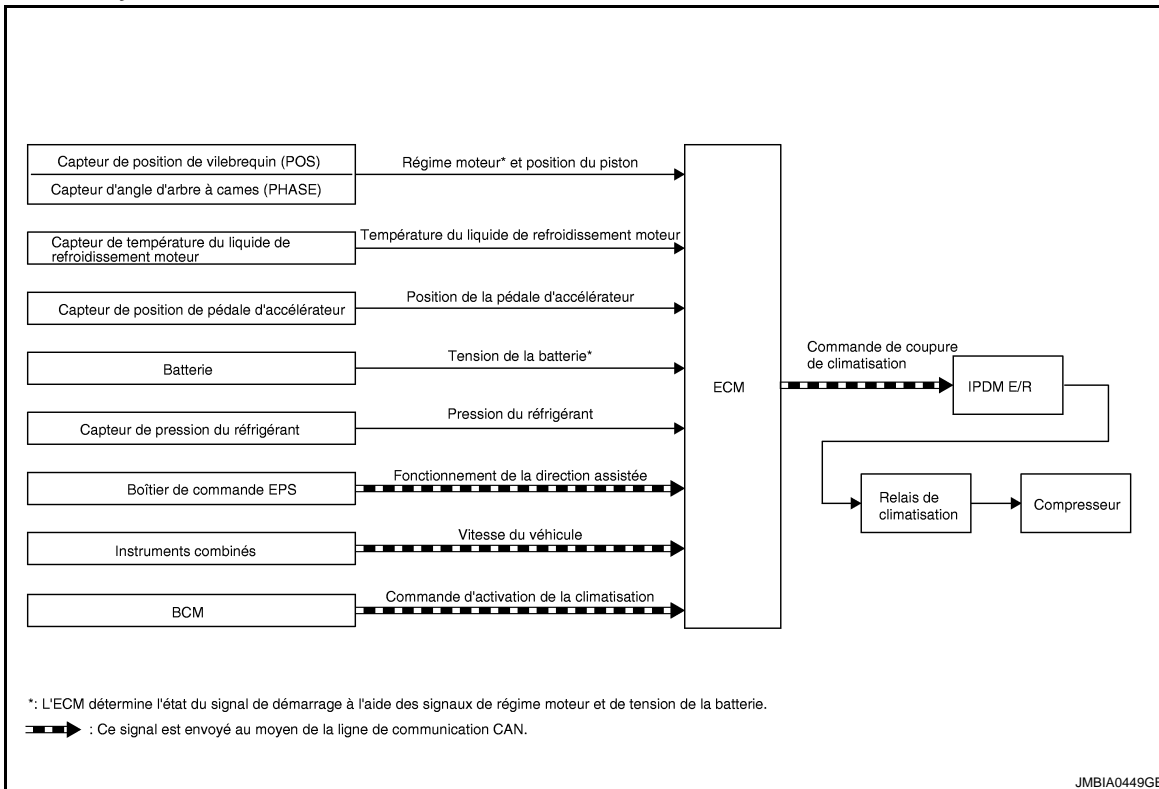 Capteur de position de vilebrequin (POS)
Capteur d'angle d'arbre à cames (PHASE)
Régime moteur* et position du piston
Capteur de température du liquide de
refroidissement moteur
Température du liquide de refroidissement moteur
Capteur de position de pédale d'accélérateur
Position de la pédale d'accélérateur
Batterie
Tension de la batterie*
Capteur de pression du réfrigérant
Pression du réfrigérant
Boîtier de commande EPS
Fonctionnement de la direction assistée
Instruments combinés
Vitesse du véhicule
BCM
Commande d'activation de la climatisation
ECM
Commande de coupure
de climatisation
IPDM E/R
Relais de
climatisation
Compresseur
*: L'ECM détermine l'état du signal de démarrage à l'aide des signaux de régime moteur et de tension de la batterie.
: Ce signal est envoyé au moyen de la ligne de communication CAN.
JMBIA0449GB